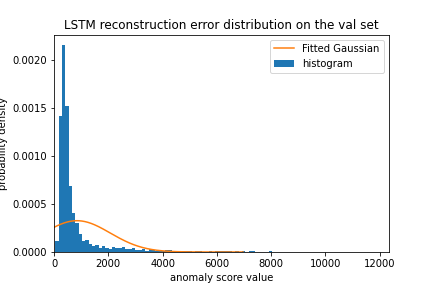 LSTM reconstruction error distribution on the val set
Fitted Gaussian
histogram
0.0020
0.0015
0.0010
0.0005
0.0000
probability density
0
2000
4000
6000
8000
10000
12000
anomaly score value